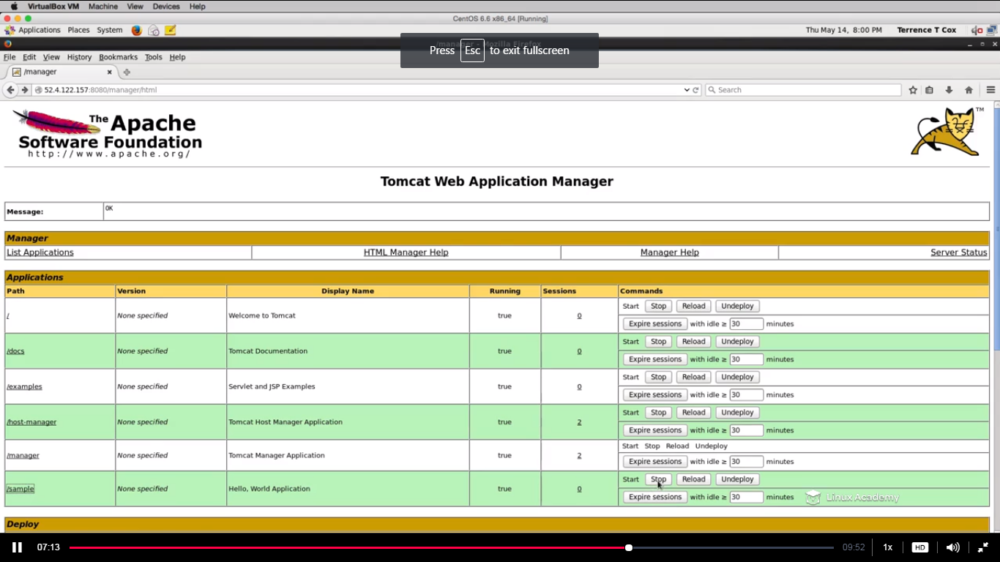 VirtualBox VM Machine View Devices Help
CentOS 6.6 x86_64 [Running]
Applications Places System Thu May 14, 8:00 PM Terrence T Cox
/manager - Mozilla Firefox
Press Esc to exit fullscreen
File Edit View History Bookmarks Tools Help
/manager
52.4.122.157:8080/manager/html Search
The Apache
Software Foundation
http://www.apache.org/
TM
Tomcat Web Application Manager
Message: OK
Manager
List Applications HTML Manager Help Manager Help Server Status
Applications
Path Version Display Name Running Sessions Commands
/ None specified Welcome to Tomcat true 0 Start Stop Reload Undeploy
Expire sessions with idle ≥ 30 minutes
/docs None specified Tomcat Documentation true 0 Start Stop Reload Undeploy
Expire sessions with idle ≥ 30 minutes
/examples None specified Servlet and JSP Examples true 0 Start Stop Reload Undeploy
Expire sessions with idle ≥ 30 minutes
/host-manager None specified Tomcat Host Manager Application true 2 Start Stop Reload Undeploy
Expire sessions with idle ≥ 30 minutes
/manager None specified Tomcat Manager Application true 2 Start Stop Reload Undeploy
Expire sessions with idle ≥ 30 minutes
/sample None specified Hello, World Application true 0 Start Stop Reload Undeploy
Expire sessions with idle ≥ 30 minutes
Linux Academy
Deploy
07:13 09:52 1x HD